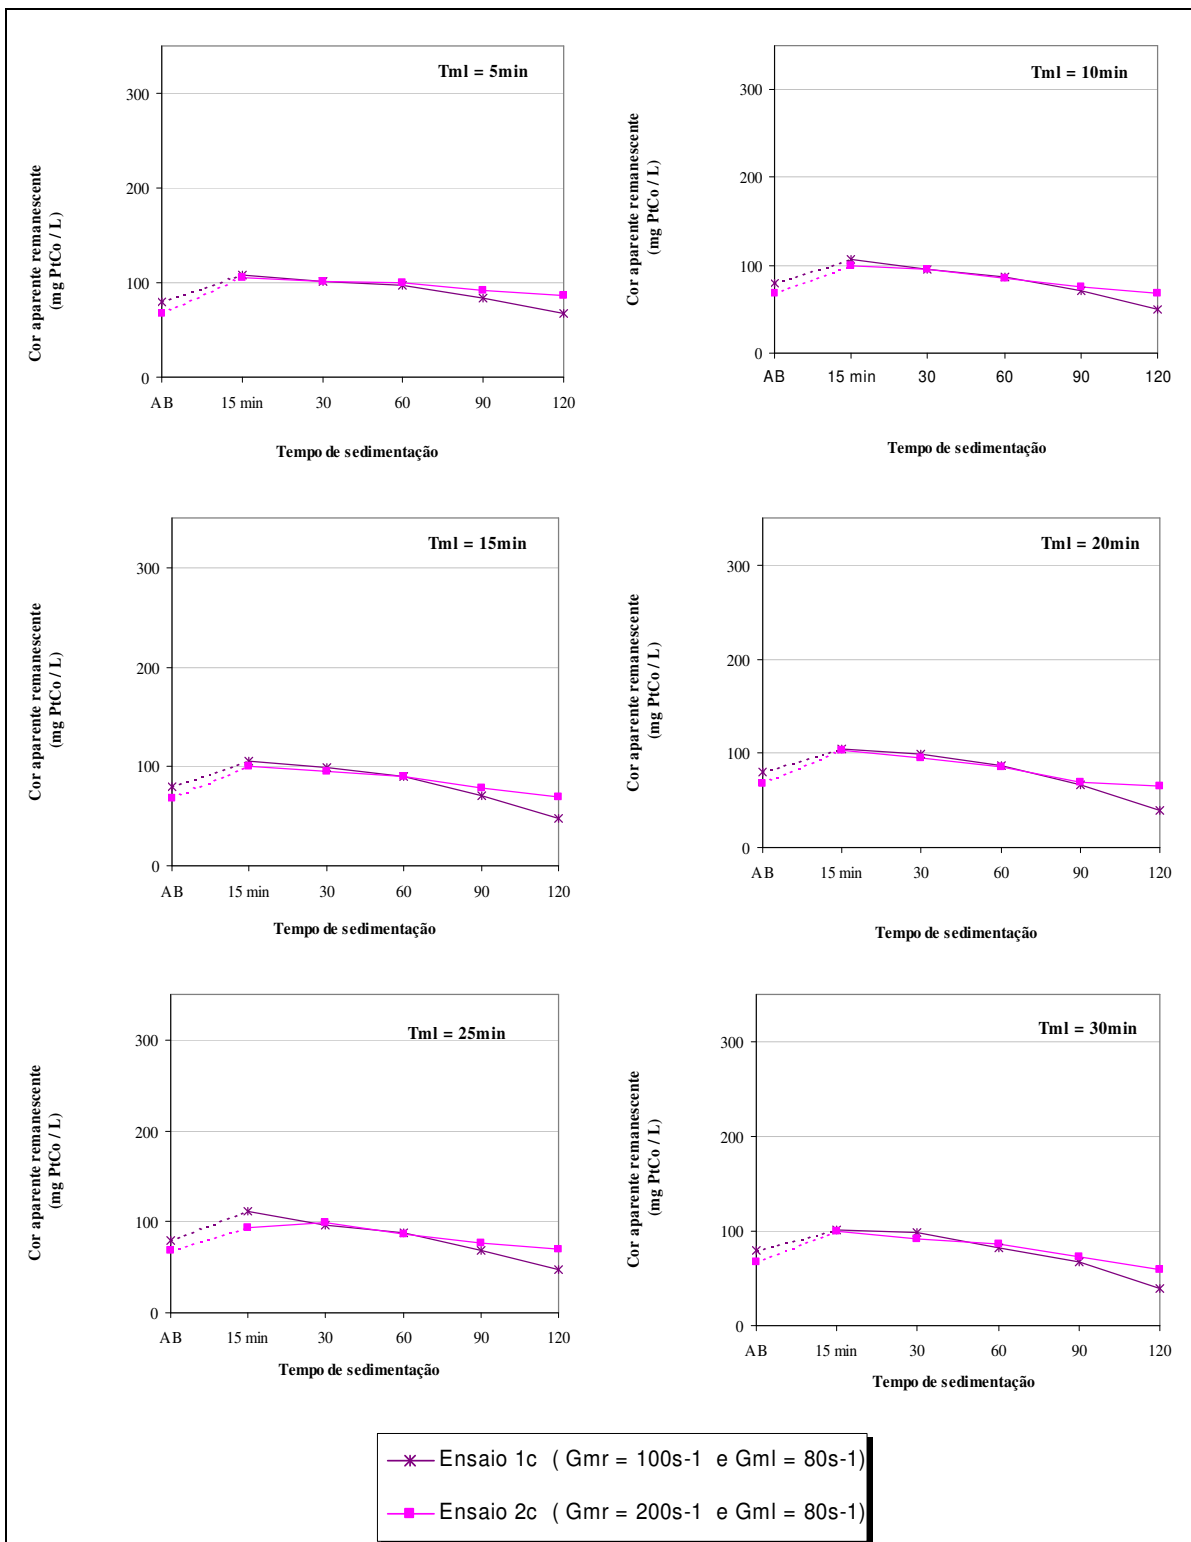 Tml = 5min
Cor aparente remanescente
(mg PtCo / L)
300
200
100
0
AB 15 min 30 60 90 120
Tempo de sedimentação
Tml = 10min
Cor aparente remanescente
(mg PtCo / L)
300
200
100
0
AB 15 min 30 60 90 120
Tempo de sedimentação
Tml = 15min
Cor aparente remanescente
(mg PtCo / L)
300
200
100
0
AB 15 min 30 60 90 120
Tempo de sedimentação
Tml = 20min
Cor aparente remanescente
(mg PtCo / L)
300
200
100
0
AB 15 min 30 60 90 120
Tempo de sedimentação
Tml = 25min
Cor aparente remanescente
(mg PtCo / L)
300
200
100
0
AB 15 min 30 60 90 120
Tempo de sedimentação
Tml = 30min
Cor aparente remanescente
(mg PtCo / L)
300
200
100
0
AB 15 min 30 60 90 120
Tempo de sedimentação
Ensaio 1c ( Gmr = 100s-1 e Gml = 80s-1)
Ensaio 2c ( Gmr = 200s-1 e Gml = 80s-1)